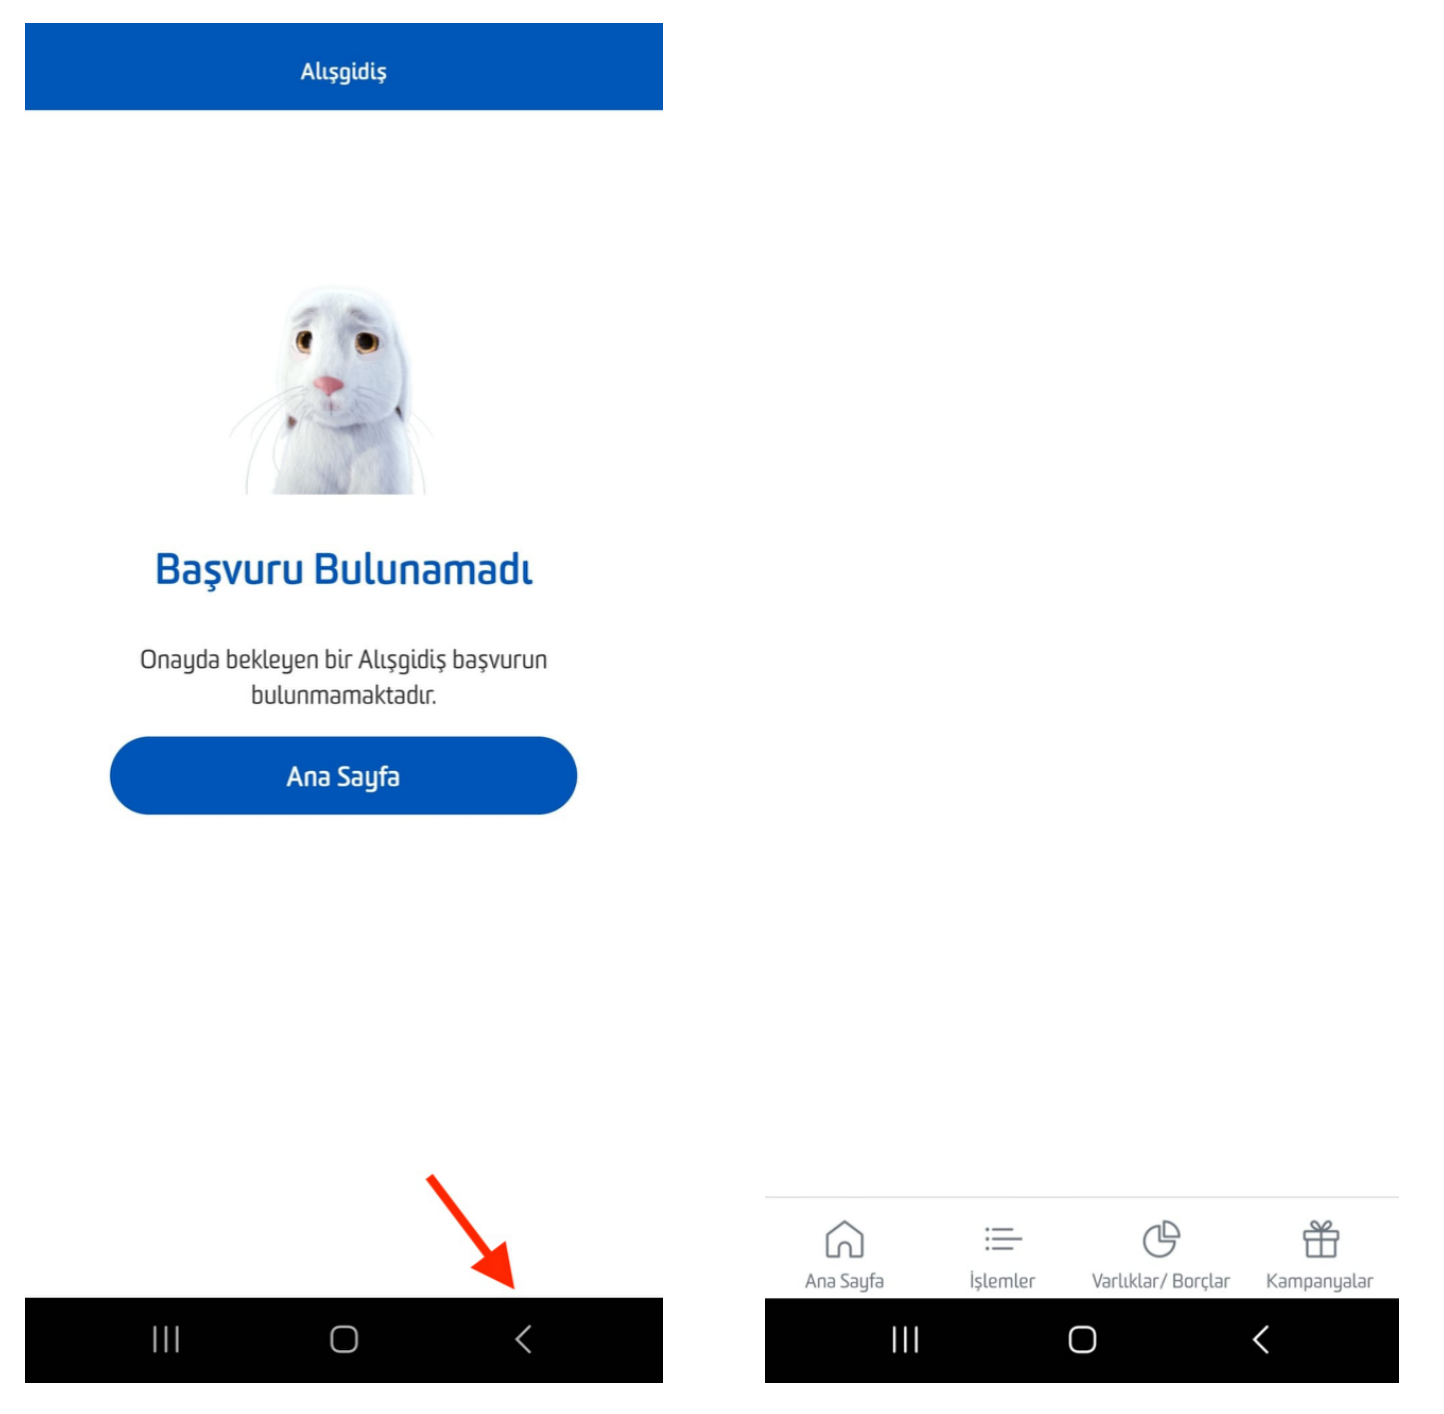 Alışgidiş
Başvuru Bulunamadı
Onayda bekleyen bir Alışgidiş başvurun
bulunmamaktadır.
Ana Sayfa
Ana Sayfa
İşlemler
Varlıklar/ Borçlar
Kampanyalar